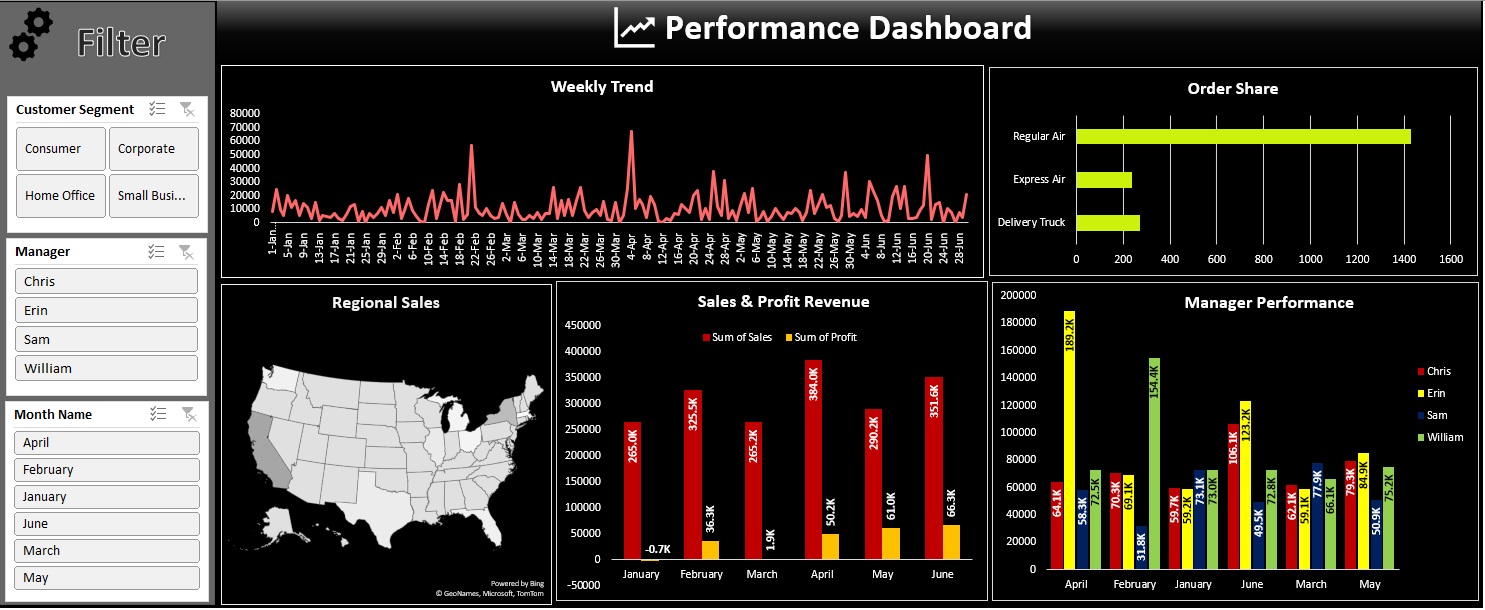 Filter
Customer Segment
Consumer
Corporate
Home Office
Small Busi...
Manager
Chris
Erin
Sam
William
Month Name
April
February
January
June
March
May
Performance Dashboard
Weekly Trend
80000
70000
60000
50000
40000
30000
20000
10000
0
1-Jan...
5-Jan
9-Jan
13-Jan
17-Jan
21-Jan
25-Jan
29-Jan
2-Feb
6-Feb
10-Feb
14-Feb
18-Feb
22-Feb
26-Feb
2-Mar
6-Mar
10-Mar
14-Mar
18-Mar
22-Mar
26-Mar
30-Mar
4-Apr
8-Apr
12-Apr
16-Apr
20-Apr
24-Apr
28-Apr
2-May
6-May
10-May
14-May
18-May
22-May
26-May
30-May
4-Jun
8-Jun
12-Jun
16-Jun
20-Jun
24-Jun
28-Jun
Order Share
Regular Air
Express Air
Delivery Truck
0 200 400 600 800 1000 1200 1400 1600
Regional Sales
Powered by Bing
© GeoNames, Microsoft, TomTom
Sales & Profit Revenue
Sum of Sales Sum of Profit
450000
400000
350000
300000
250000
200000
150000
100000
50000
0
-50000
265.0K
-0.7K
325.5K
36.3K
265.2K
1.9K
384.0K
50.2K
290.2K
61.0K
351.6K
66.3K
January February March April May June
Manager Performance
200000
180000
160000
140000
120000
100000
80000
60000
40000
20000
0
64.1K
189.2K
58.3K
72.5K
70.3K
69.1K
31.8K
154.4K
59.7K
59.2K
73.1K
73.0K
106.1K
123.2K
49.5K
72.8K
62.1K
59.1K
77.9K
66.1K
79.3K
84.9K
50.9K
75.2K
April February January June March May
Chris
Erin
Sam
William